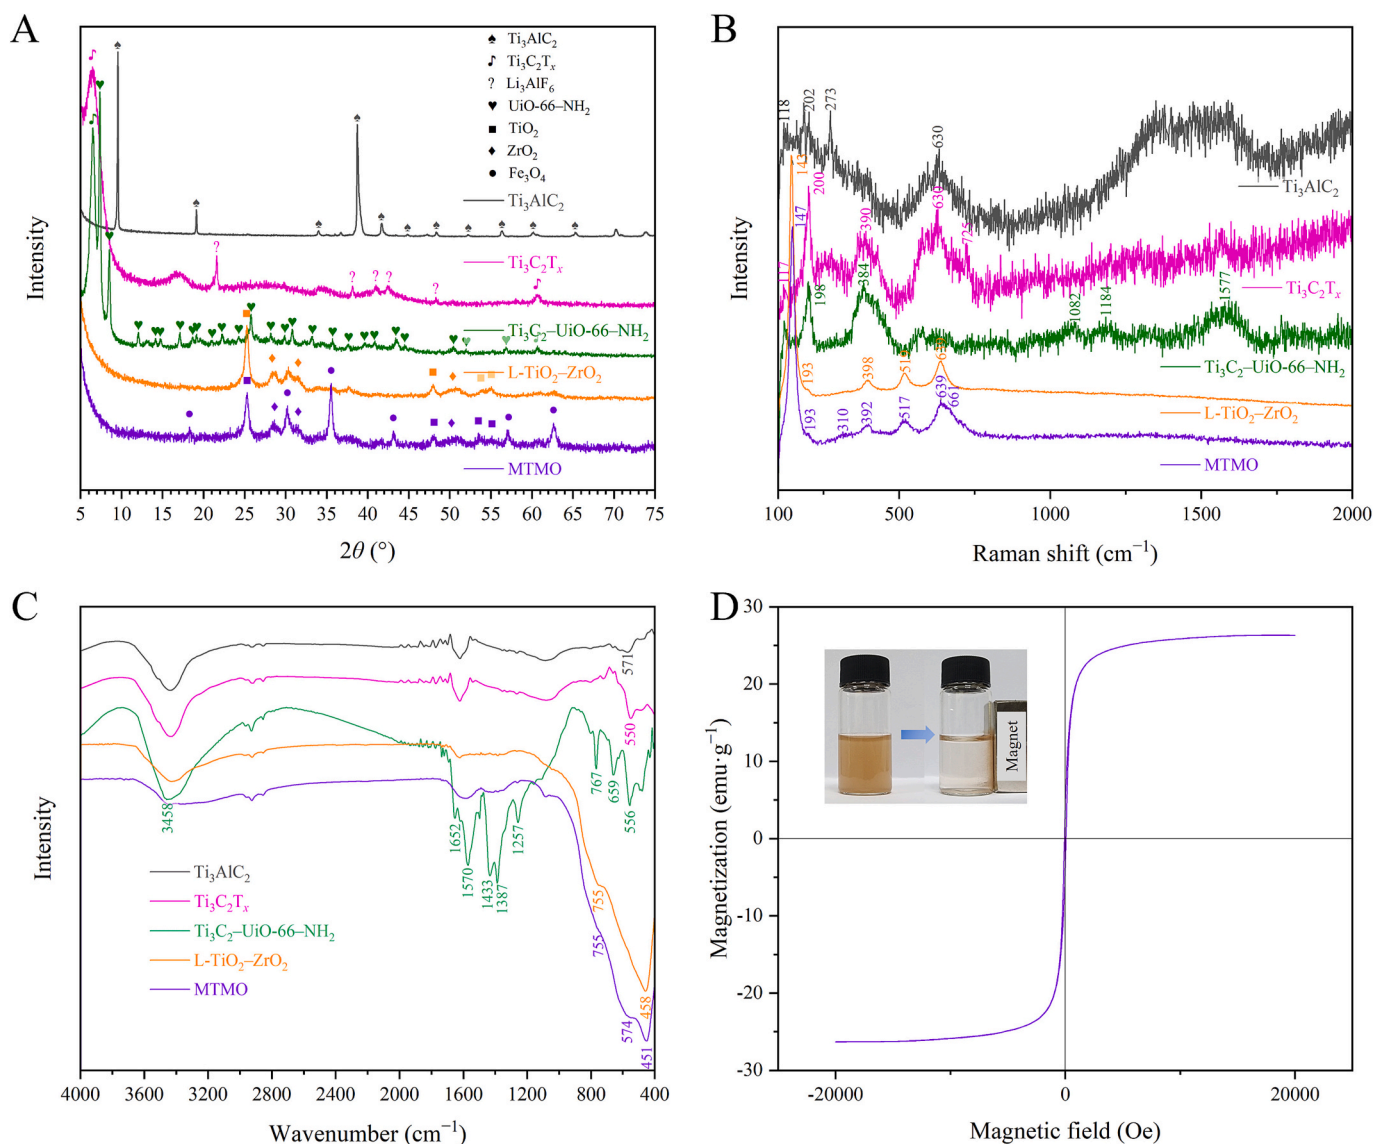 A
Ti₃AlC₂
Ti₃C₂Tₓ
Li₃AlF₆
UiO-66–NH₂
TiO₂
ZrO₂
Fe₃O₄
Ti₃AlC₂
Ti₃C₂Tₓ
Ti₃C₂–UiO-66–NH₂
L-TiO₂–ZrO₂
MTMO
? ? ? ? ? ?
Intensity
5 10 15 20 25 30 35 40 45 50 55 60 65 70 75
2θ (°)
B
118 202 273 630
Ti₃AlC₂
143 200 390 630 725
Ti₃C₂Tₓ
147 117 198 384 1082 1184 1577
Ti₃C₂–UiO-66–NH₂
193 398 516
L-TiO₂–ZrO₂
193 310 392 517 639 661
MTMO
Intensity
100 500 1000 1500 2000
Raman shift (cm⁻¹)
C
571
550
3458 1652 1570 1433 1387 1257 767 659 556
755 458
755 574 451
Ti₃AlC₂
Ti₃C₂Tₓ
Ti₃C₂–UiO-66–NH₂
L-TiO₂–ZrO₂
MTMO
Intensity
4000 3600 3200 2800 2400 2000 1600 1200 800 400
Wavenumber (cm⁻¹)
D
30
20
10
0
-10
-20
-30
Magnetization (emu·g⁻¹)
Magnet
-20000 0 20000
Magnetic field (Oe)